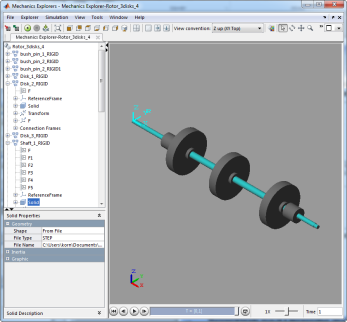 Mechanics Explorers - Mechanics Explorer-Rotor_3disks_4
File Explorer Simulation View Tools Window Help
View convention: Z up (XY Top)
Mechanics Explorer-Rotor_3disks_4
Rotor_3disks_4
bush_pin_1_RIGID
bush_pin_2_RIGID
bush_pin_2_RIGID1
Disk_1_RIGID
Disk_2_RIGID
F
ReferenceFrame
Solid
Transform
F
Connection Frames
Disk_3_RIGID
Shaft_1_RIGID
F
F1
F2
F3
F4
F5
ReferenceFrame
Solid
Solid Properties
Geometry
Shape From File
File Type STEP
File Name C:\Users\korn\Documents\...
Inertia
Graphic
Solid Description
1X
Time 1